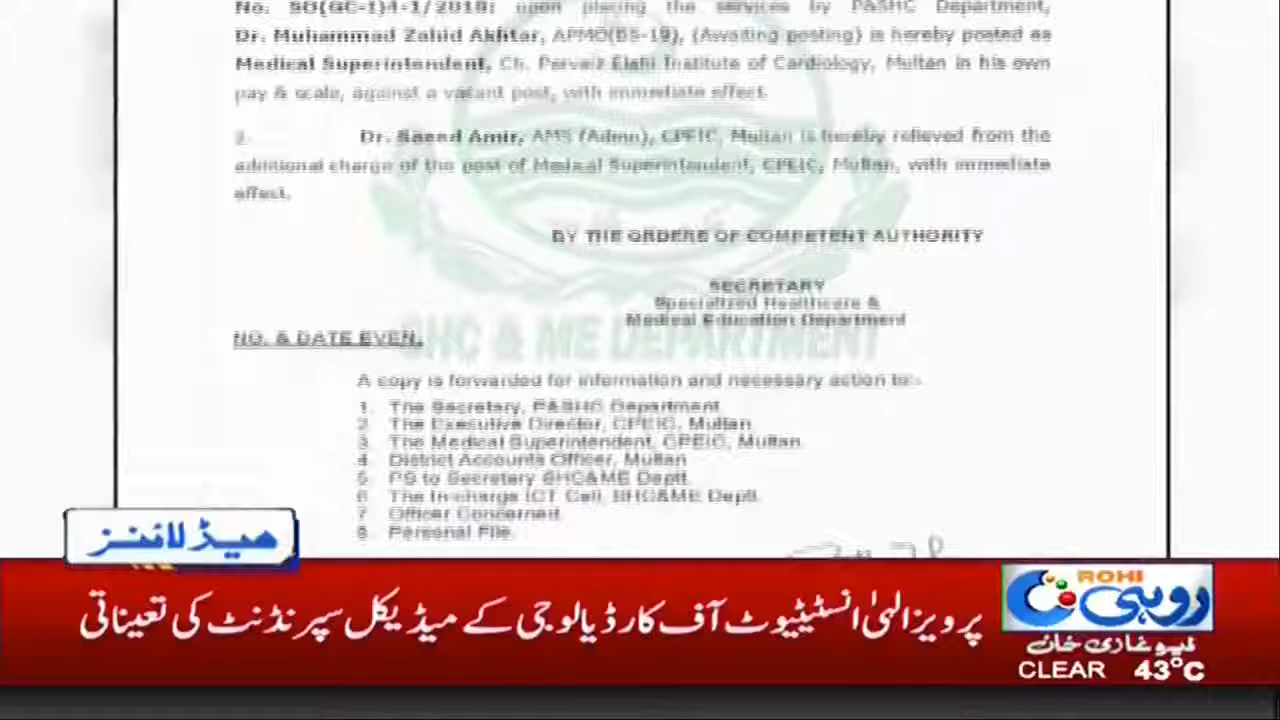 No. SO(GC-1)4-1/2018; upon placing the services by P&SHC Department,
Dr. Muhammad Zahid Akhtar, APMO(BS-19), (Awaiting posting) is hereby posted as
Medical Superintendent, Ch. Pervaiz Elahi Institute of Cardiology, Multan in his own
pay & scale, against a vacant post, with immediate effect.
2. Dr. Saeed Amir, AMS (Admn), CPEIC, Multan is hereby relieved from the
additional charge of the post of Medical Superintendent, CPEIC, Multan, with immediate
effect.
BY THE ORDERE OF COMPETENT AUTHORITY
SECRETARY
Specialized Healthcare &
Medical Education Department
NO. & DATE EVEN.
SHC & ME DEPARTMENT
A copy is forwarded for information and necessary action to:-
1. The Secretary, P&SHC Department
2. The Executive Director, CPEIC, Multan
3. The Medical Superintendent, CPEIC, Multan
4. District Accounts Officer, Multan
5. PS to Secretary SHC&ME Deptt.
6. The In-charge ICT Cell, SHC&ME Deptt.
7. Officer Concerned
8. Personal File.
ہیڈ لائنز
پرویز الہیٰ انسٹیٹیوٹ آف کارڈیالوجی کے میڈیکل سپرنڈنٹ کی تعیناتی
ROHI
روہی
ڈیرہ غازی خان
CLEAR 43°C